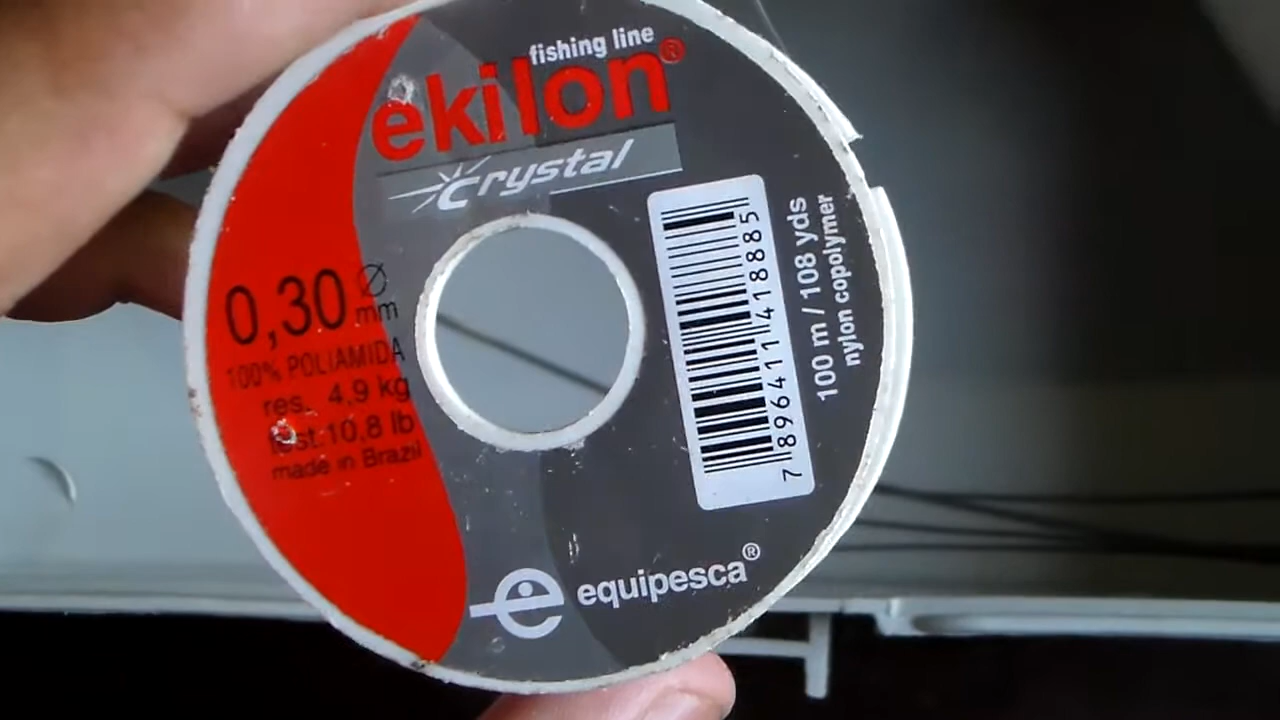 fishing line
ekilon®
crystal
0,30 Ø
mm
100% POLIAMIDA
res. 4,9 kg
test:10,8 lb
made in Brazil
7 896411 418885
100 m / 108 yds
nylon copolymer
e equipesca®